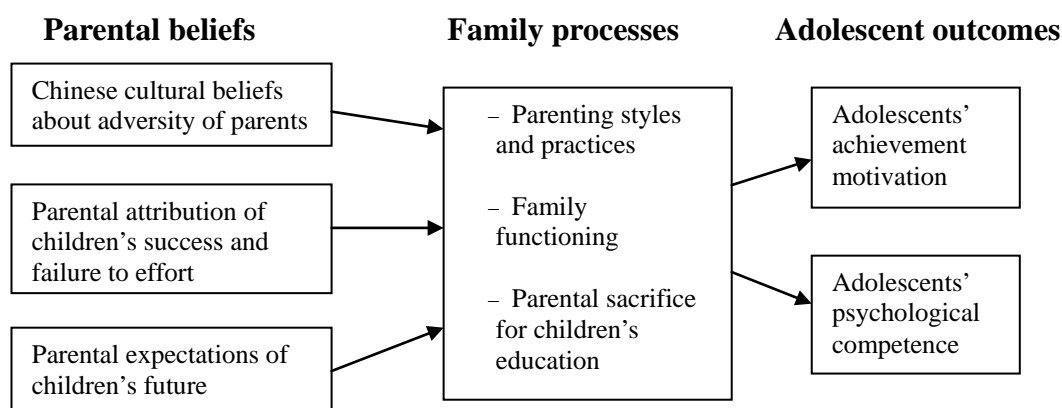 Parental beliefs
Chinese cultural beliefs
about adversity of parents
Parental attribution of
children’s success and
failure to effort
Parental expectations of
children’s future
Family processes
– Parenting styles
and practices
– Family
functioning
– Parental sacrifice
for children’s
education
Adolescent outcomes
Adolescents’
achievement
motivation
Adolescents’
psychological
competence